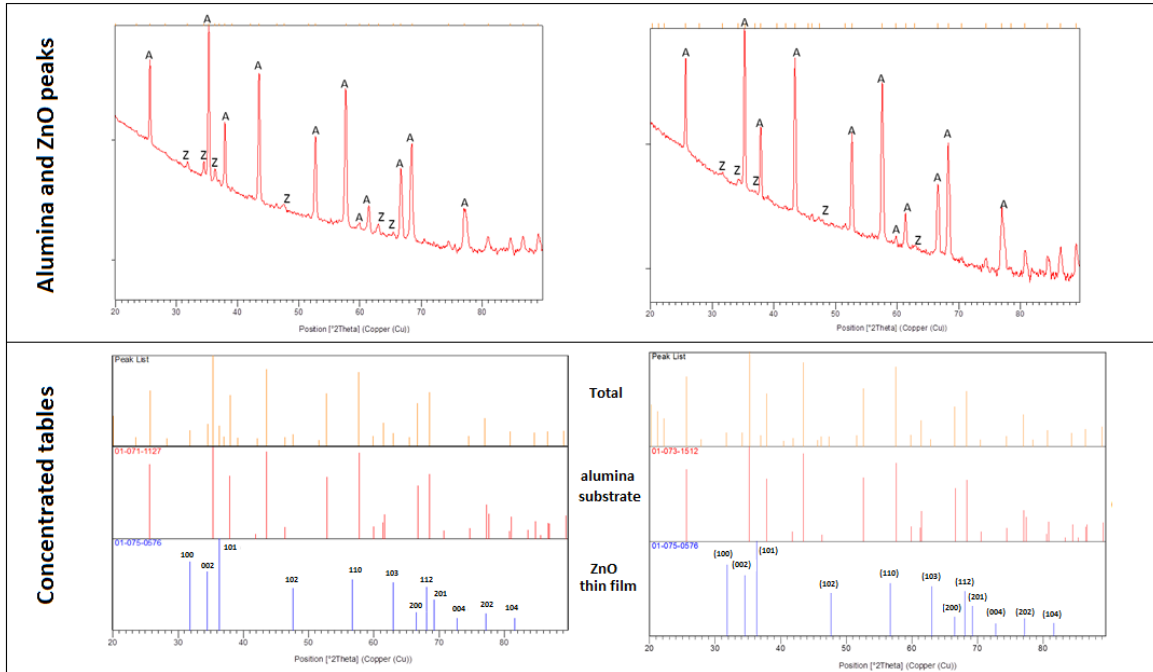 Alumina and ZnO peaks
A
A
A
A
A
A
A
A
A
A
A
Z
Z
Z
Z
Z
Z
20 30 40 50 60 70 80
Position [°2Theta] (Copper (Cu))
A
A
A
A
A
A
A
A
A
A
A
Z
Z
Z
Z
Z
20 30 40 50 60 70 80
Position [°2Theta] (Copper (Cu))
Concentrated tables
Peak List
01-071-1127
01-075-0576
100
002
101
102
110
103
200
112
201
004
202
104
20 30 40 50 60 70 80
Position [°2Theta] (Copper (Cu))
Total
alumina
substrate
ZnO
thin film
Peak List
01-073-1512
01-075-0576
(100)
(002)
(101)
(102)
(110)
(103)
(200)
(112)
(201)
(004)
(202)
(104)
20 30 40 50 60 70 80
Position [°2Theta] (Copper (Cu))